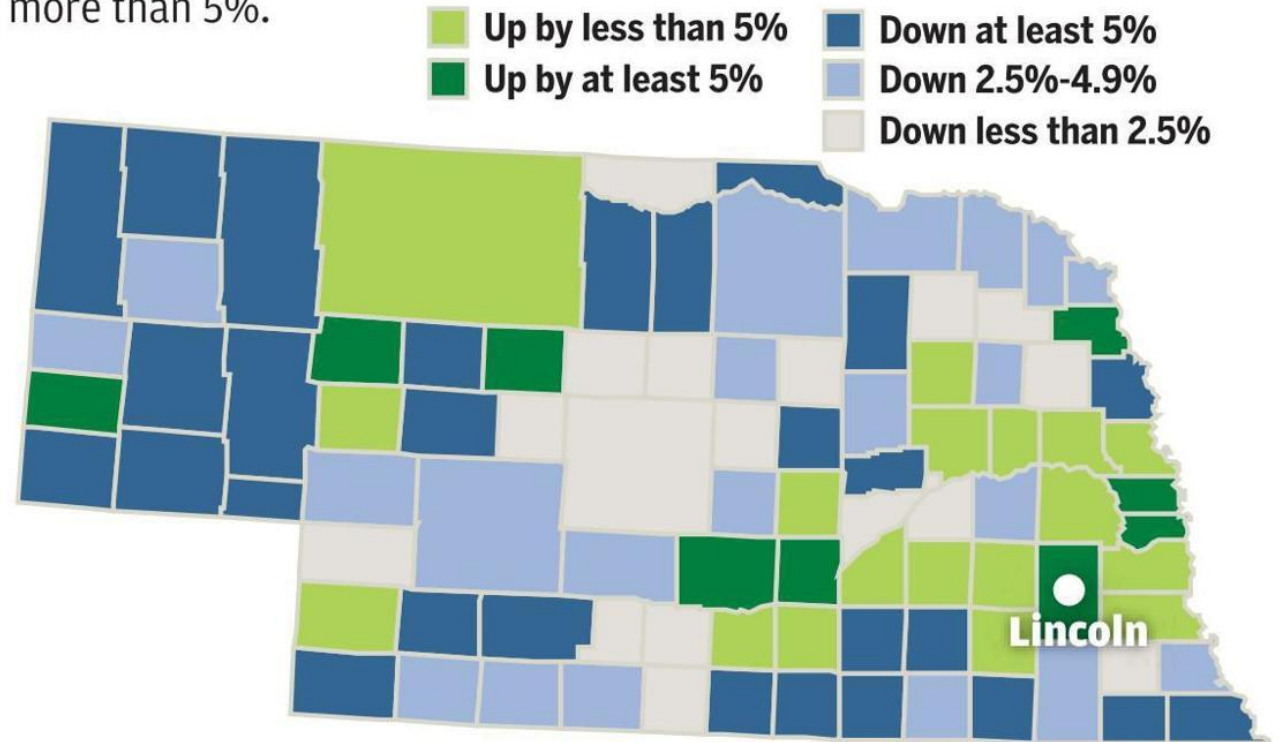 more than 5%.
Up by less than 5%
Up by at least 5%
Down at least 5%
Down 2.5%-4.9%
Down less than 2.5%
Lincoln